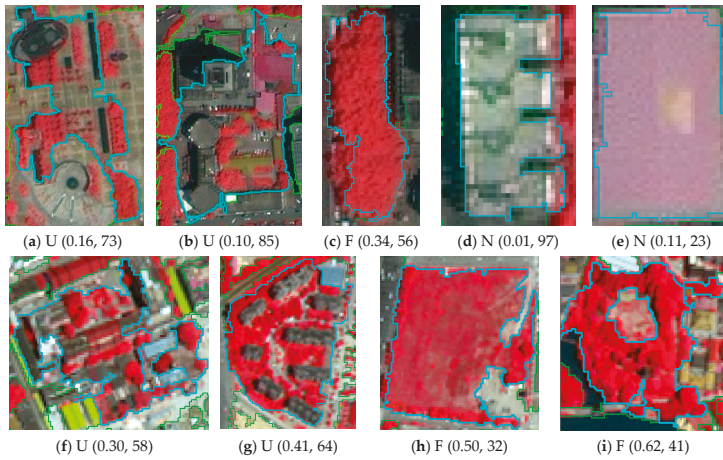 (a) U (0.16, 73)
(b) U (0.10, 85)
(c) F (0.34, 56)
(d) N (0.01, 97)
(e) N (0.11, 23)
(f) U (0.30, 58)
(g) U (0.41, 64)
(h) F (0.50, 32)
(i) F (0.62, 41)